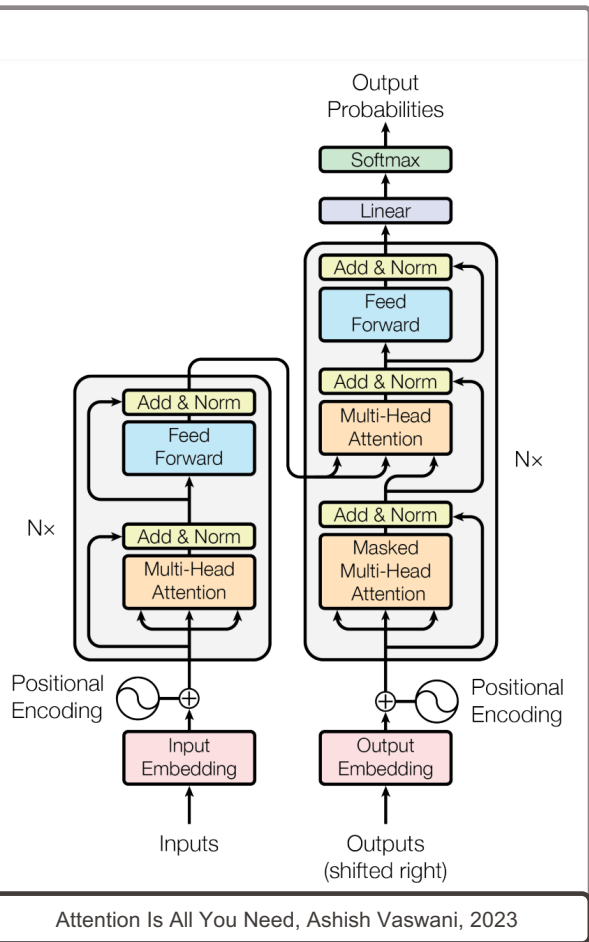 Output
Probabilities
Softmax
Linear
Add & Norm
Feed
Forward
Add & Norm
Multi-Head
Attention
Add & Norm
Masked
Multi-Head
Attention
N×
Add & Norm
Feed
Forward
Add & Norm
Multi-Head
Attention
N×
Positional
Encoding
Positional
Encoding
Input
Embedding
Output
Embedding
Inputs
Outputs
(shifted right)
Attention Is All You Need, Ashish Vaswani, 2023